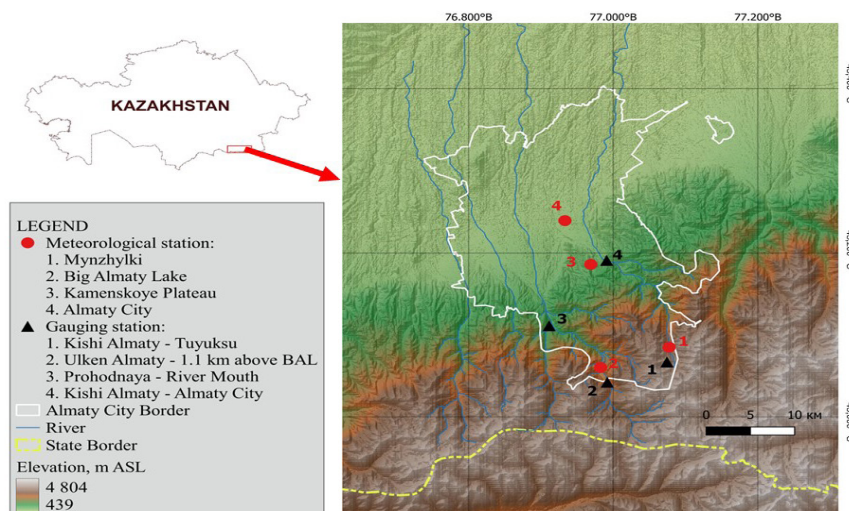 76.800°B 77.000°B 77.200°B
KAZAKHSTAN
4
3
4
3
1
1
2
2
0 5 10 км
LEGEND
Meteorological station:
1. Mynzhylki
2. Big Almaty Lake
3. Kamenskoye Plateau
4. Almaty City
Gauging station:
1. Kishi Almaty - Tuyuksu
2. Ulken Almaty - 1.1 km above BAL
3. Prohodnaya - River Mouth
4. Kishi Almaty - Almaty City
Almaty City Border
River
State Border
Elevation, m ASL
4 804
439